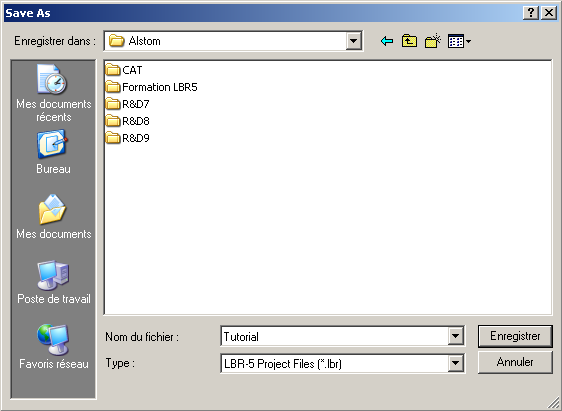 Save As
Enregistrer dans :
Alstom
Mes documents
récents
Bureau
Mes documents
Poste de travail
Favoris réseau
CAT
Formation LBR5
R&D7
R&D8
R&D9
Nom du fichier :
Tutorial
Enregistrer
Type :
LBR-5 Project Files (*.lbr)
Annuler